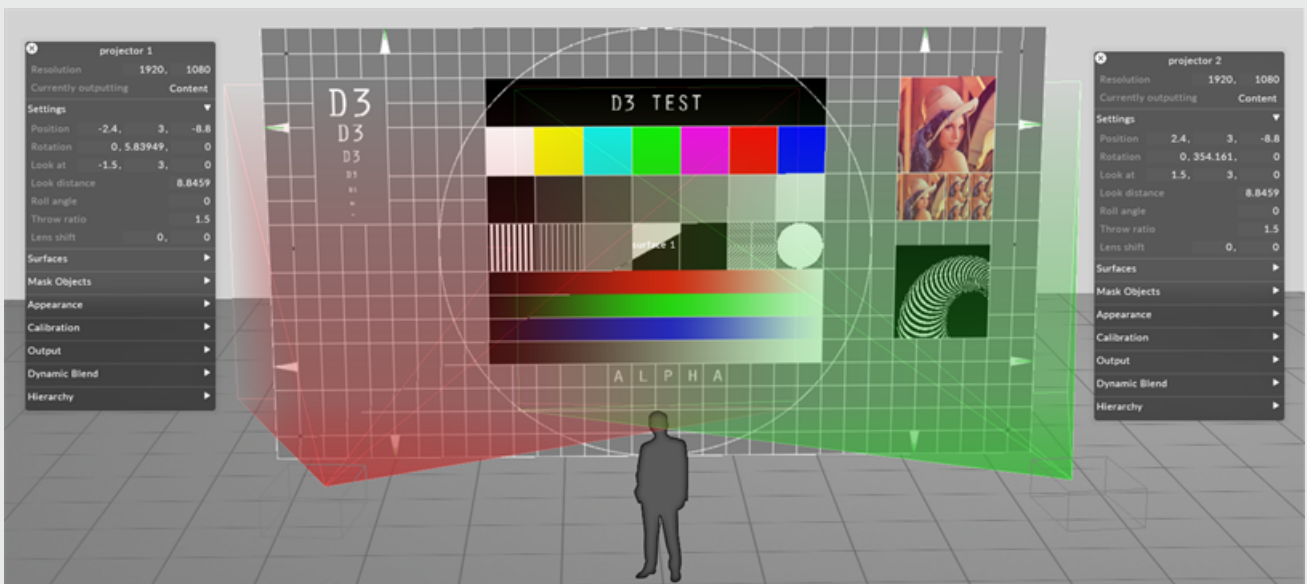 projector 1
Resolution 1920, 1080
Currently outputting Content
Settings
Position -2.4, 3, -8.8
Rotation 0, 5.83949, 0
Look at -1.5, 3, 0
Look distance 8.8459
Roll angle 0
Throw ratio 1.5
Lens shift 0, 0
Surfaces
Mask Objects
Appearance
Calibration
Output
Dynamic Blend
Hierarchy
D3
D3
D3
D3
D3 TEST
surface 1
A L P H A
projector 2
Resolution 1920, 1080
Currently outputting Content
Settings
Position 2.4, 3, -8.8
Rotation 0, 354.161, 0
Look at 1.5, 3, 0
Look distance 8.8459
Roll angle 0
Throw ratio 1.5
Lens shift 0, 0
Surfaces
Mask Objects
Appearance
Calibration
Output
Dynamic Blend
Hierarchy